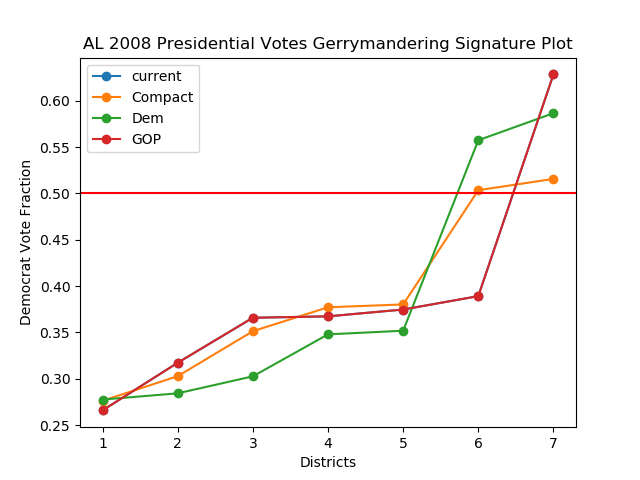 AL 2008 Presidential Votes Gerrymandering Signature Plot
current
Compact
Dem
GOP
Democrat Vote Fraction
0.60
0.55
0.50
0.45
0.40
0.35
0.30
0.25
1 2 3 4 5 6 7
Districts